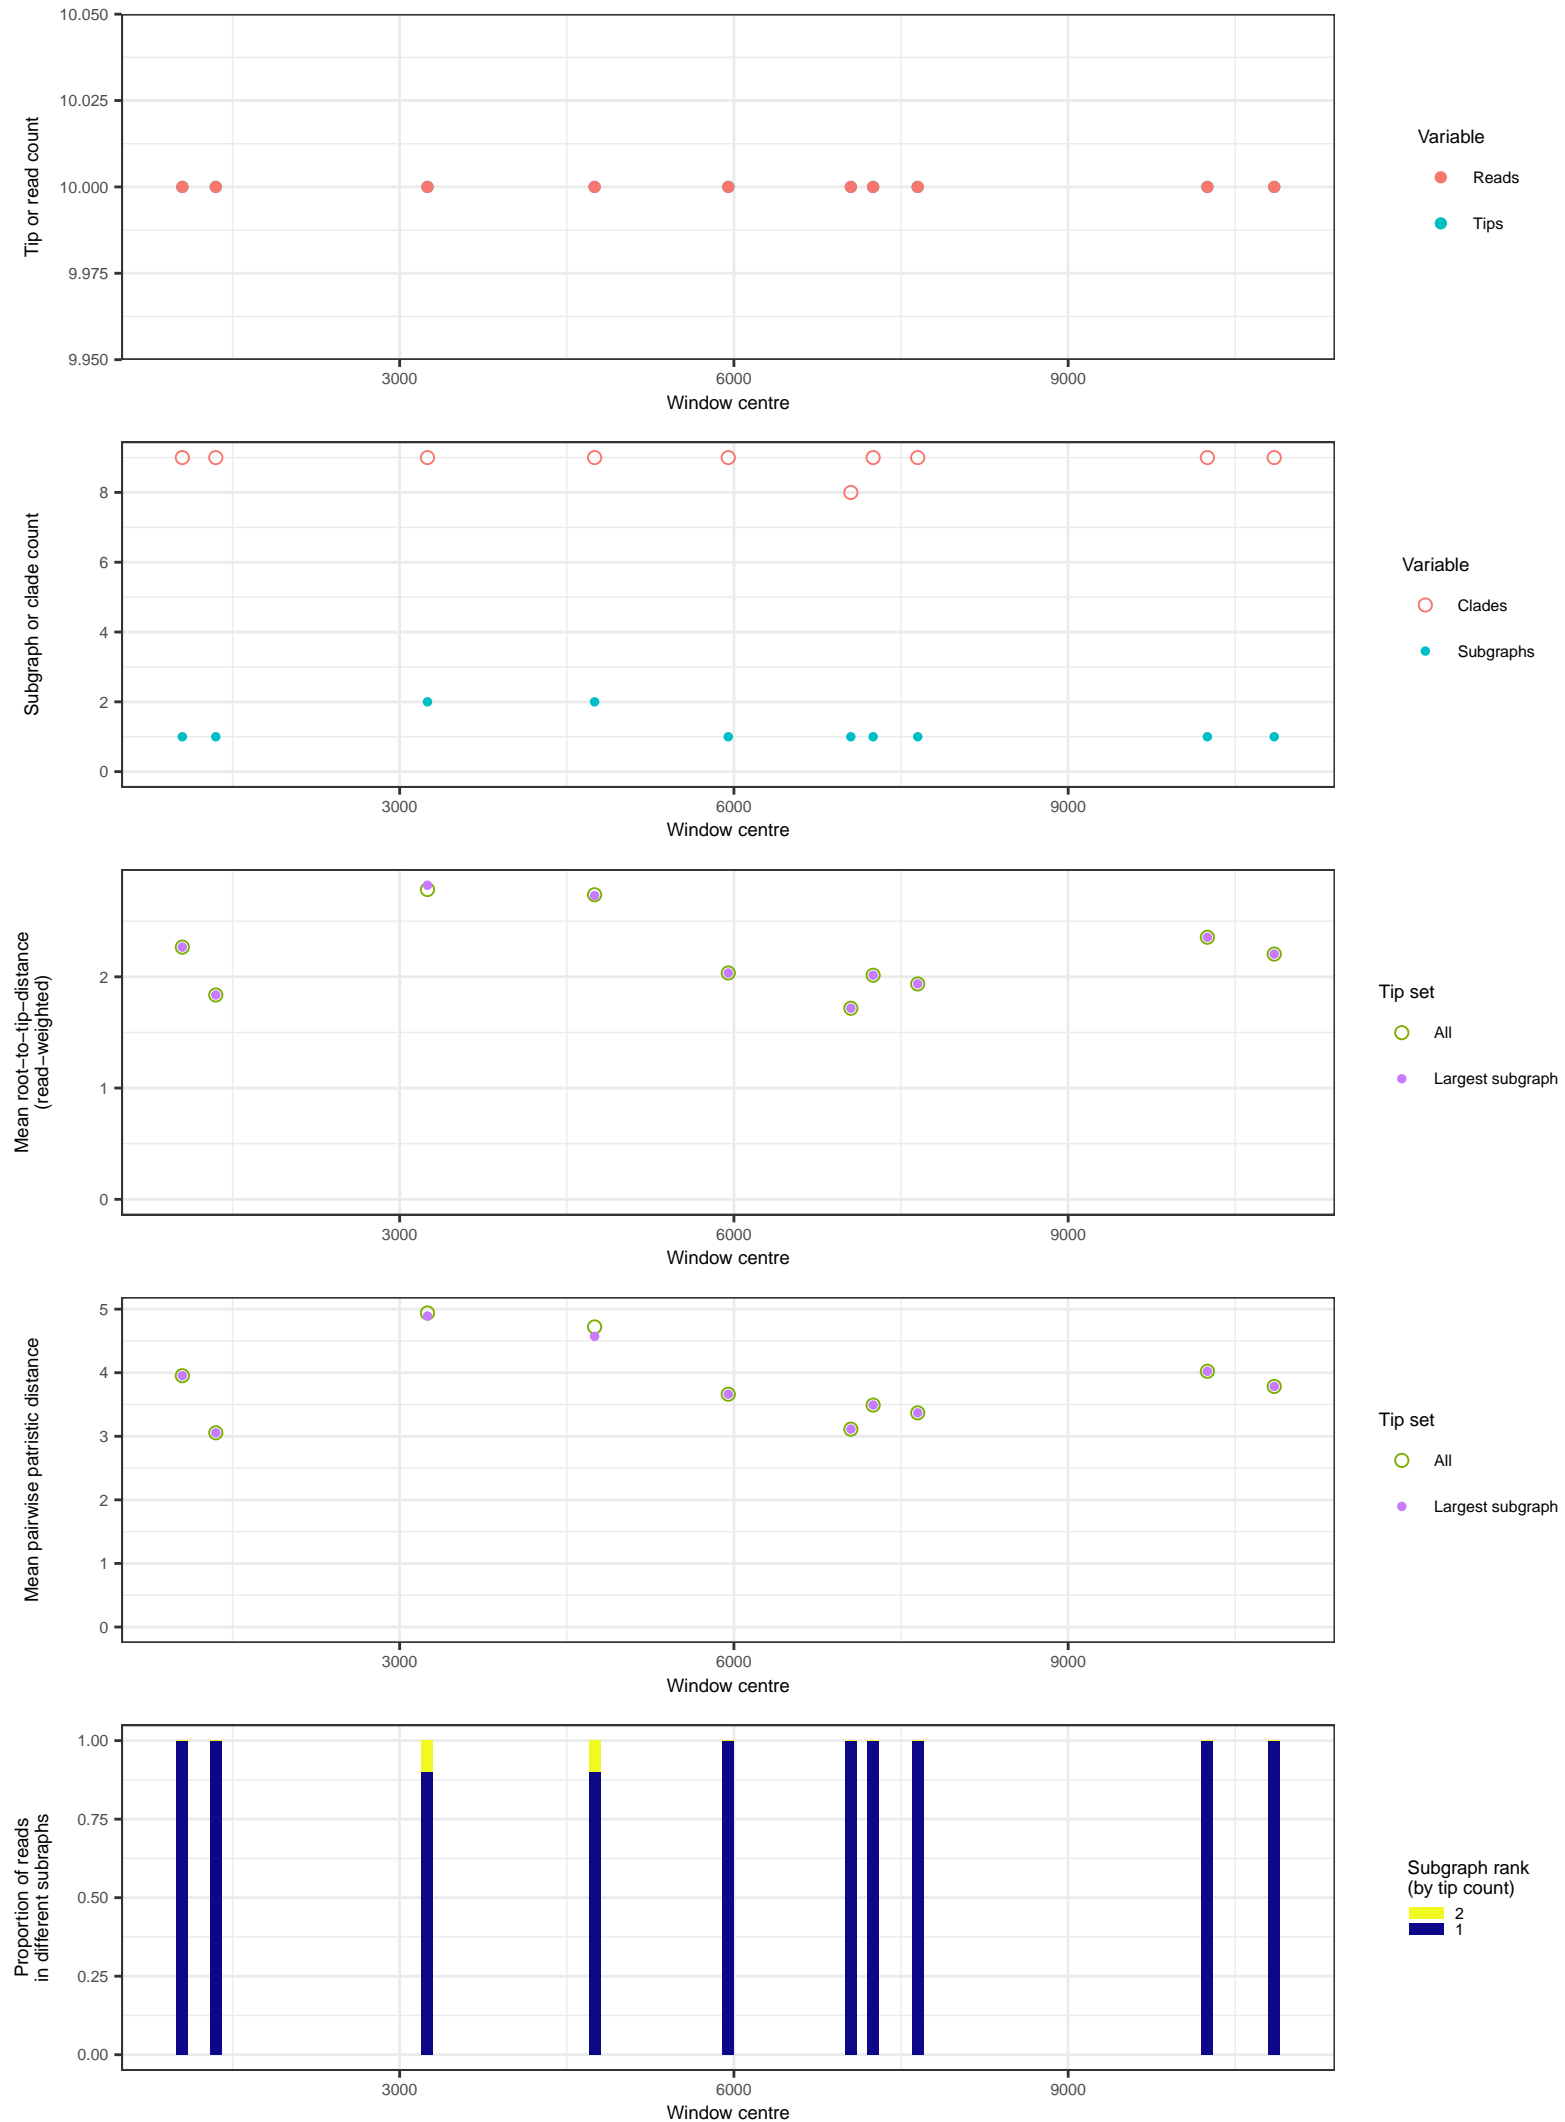 10.050
10.025
10.000
9.975
9.950
Tip or read count
3000 6000 9000
Window centre
Variable
Reads
Tips
8
6
4
2
0
Subgraph or clade count
3000 6000 9000
Window centre
Variable
Clades
Subgraphs
2
1
0
Mean root−to−tip−distance
(read−weighted)
3000 6000 9000
Window centre
Tip set
All
Largest subgraph
5
4
3
2
1
0
Mean pairwise patristic distance
3000 6000 9000
Window centre
Tip set
All
Largest subgraph
1.00
0.75
0.50
0.25
0.00
Proportion of reads
in different subraphs
3000 6000 9000
Window centre
Subgraph rank
(by tip count)
2
1